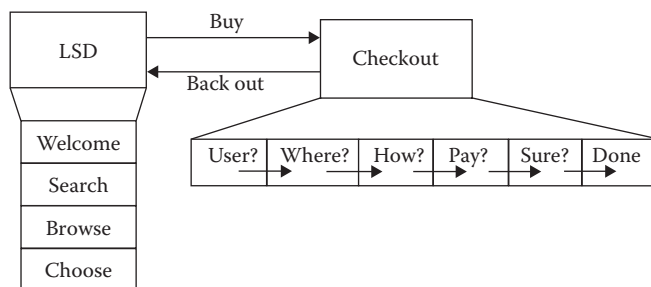 Buy
LSD
Checkout
Back out
Welcome
User? Where? How? Pay? Sure? Done
Search
Browse
Choose